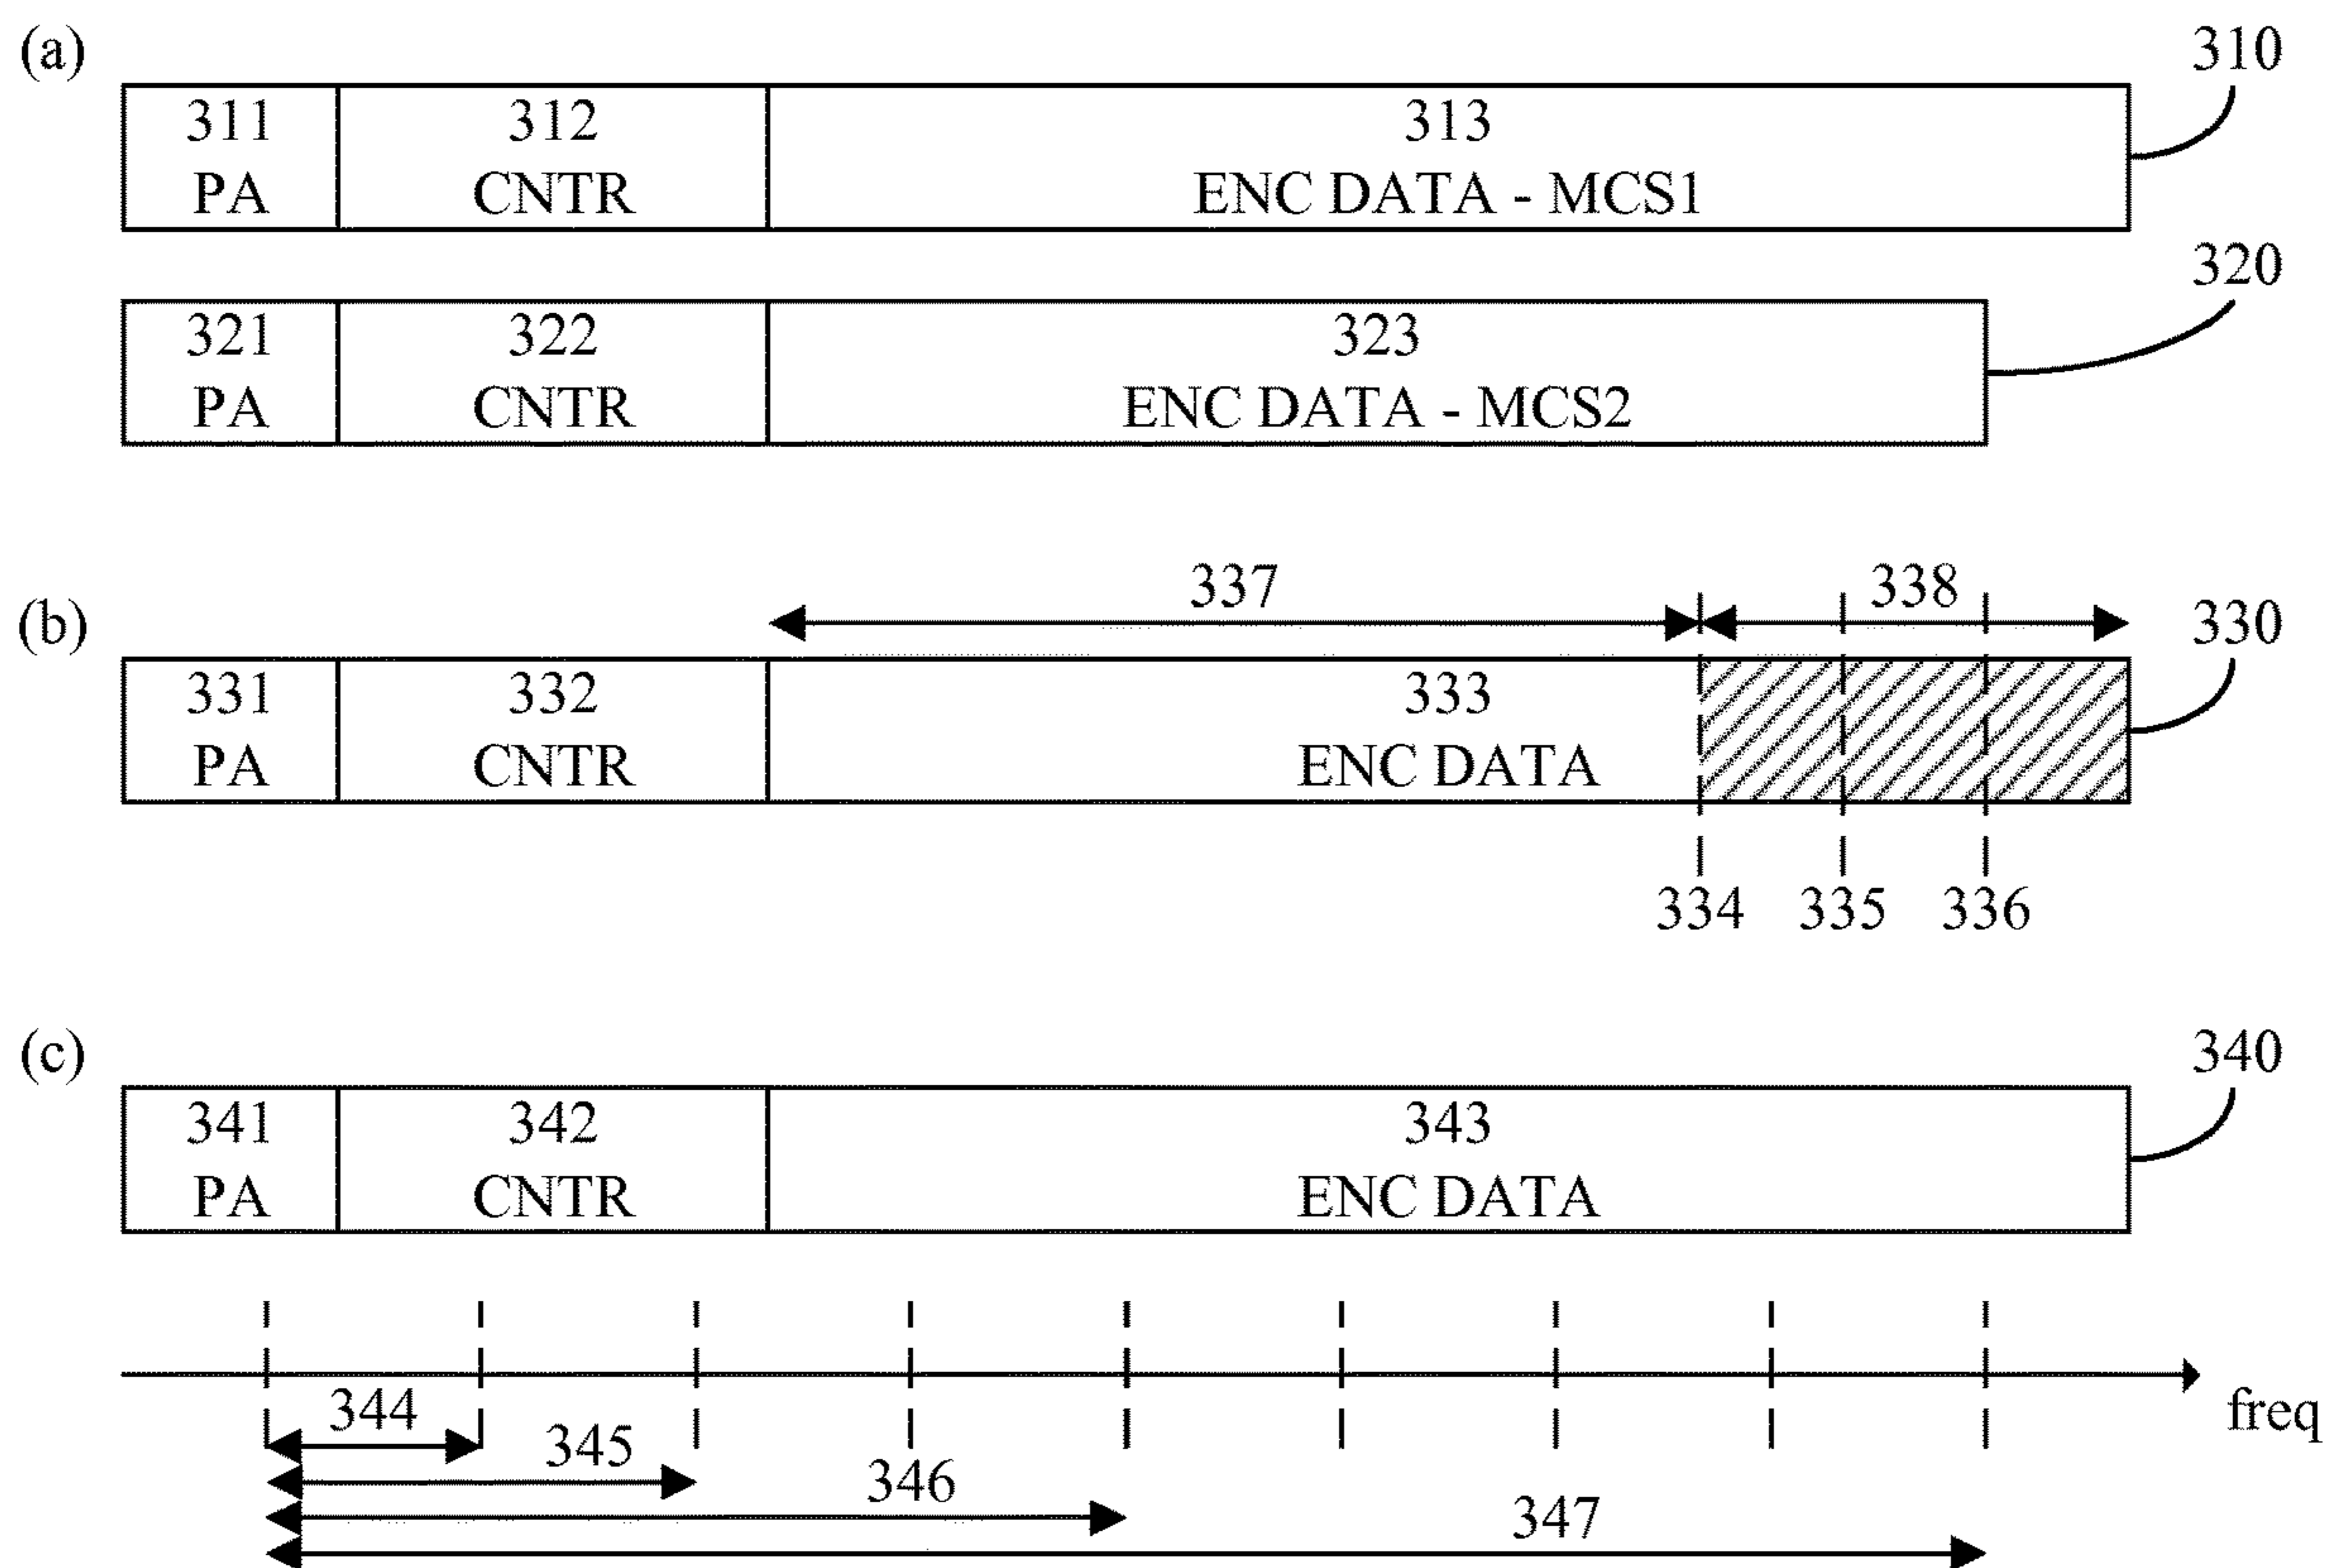 (a)
310
311
PA
312
CNTR
313
ENC DATA - MCS1
320
321
PA
322
CNTR
323
ENC DATA - MCS2
(b)
337
338
330
331
PA
332
CNTR
333
ENC DATA
334
335
336
(c)
340
341
PA
342
CNTR
343
ENC DATA
freq
344
345
346
347